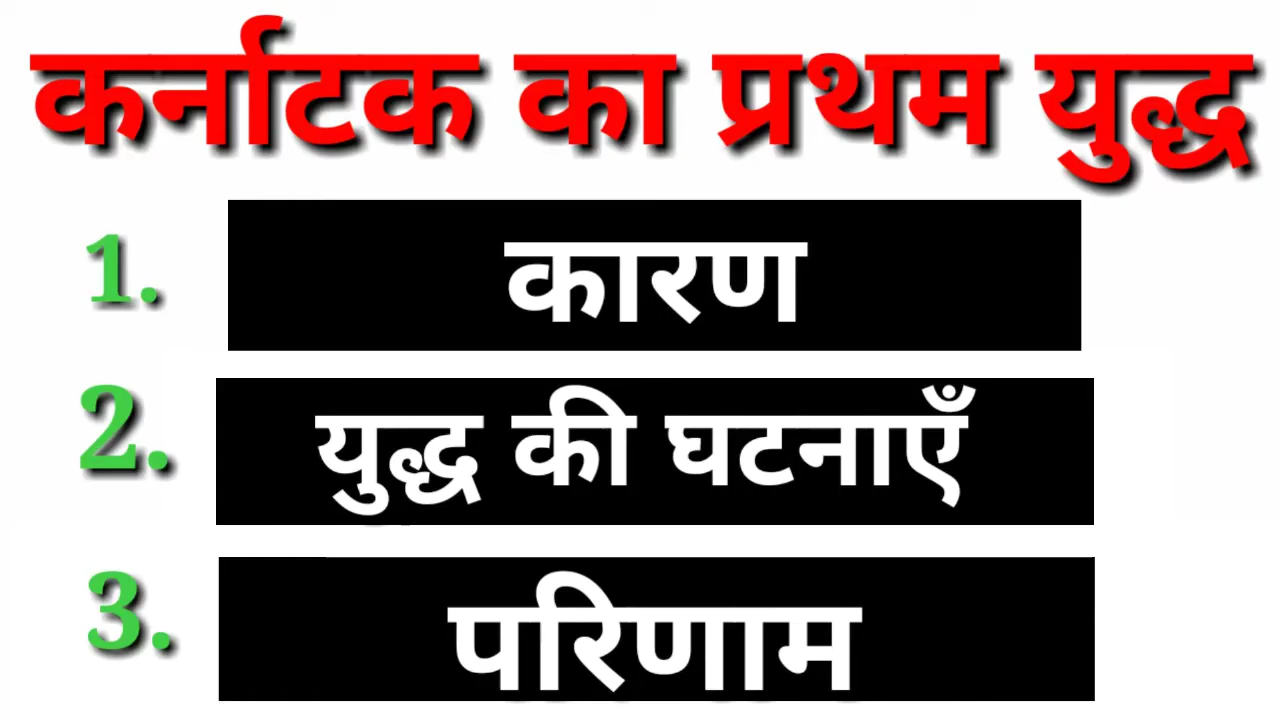 कर्नाटक का प्रथम युद्ध
1. कारण
2. युद्ध की घटनाएँ
3. परिणाम